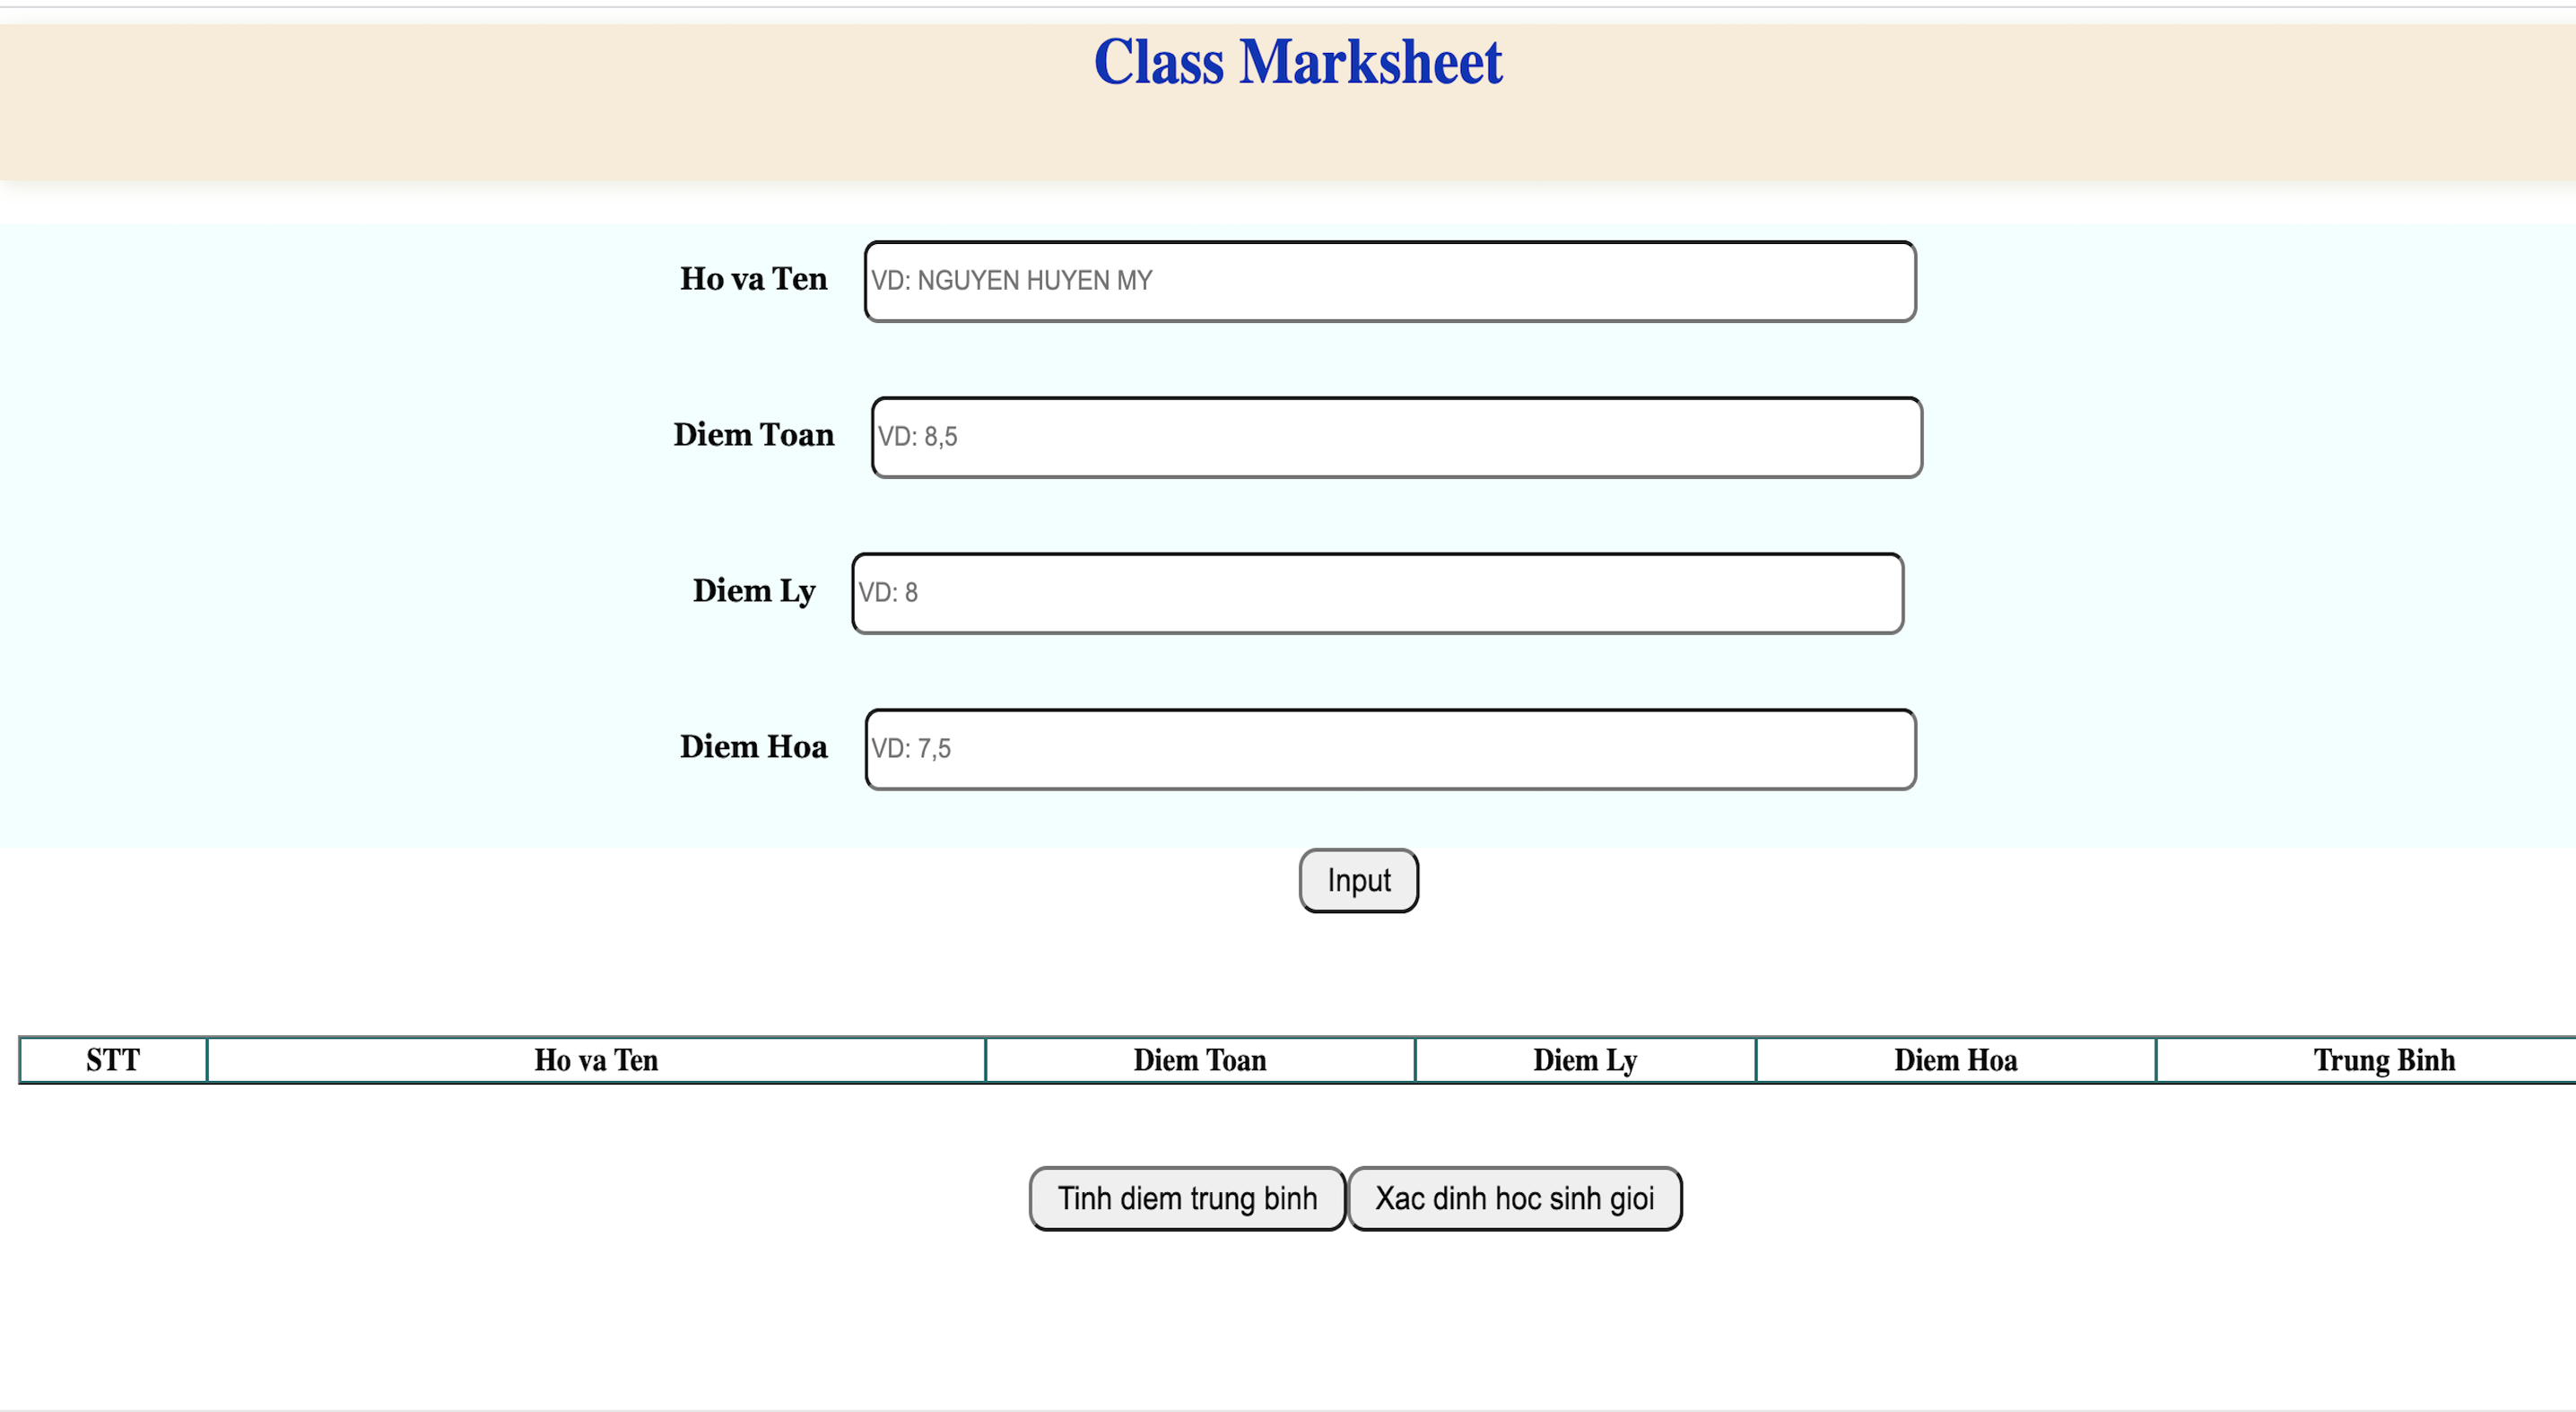 Class Marksheet
Ho va Ten VD: NGUYEN HUYEN MY
Diem Toan VD: 8,5
Diem Ly VD: 8
Diem Hoa VD: 7,5
Input
STT Ho va Ten Diem Toan Diem Ly Diem Hoa Trung Binh
Tinh diem trung binh Xac dinh hoc sinh gioi